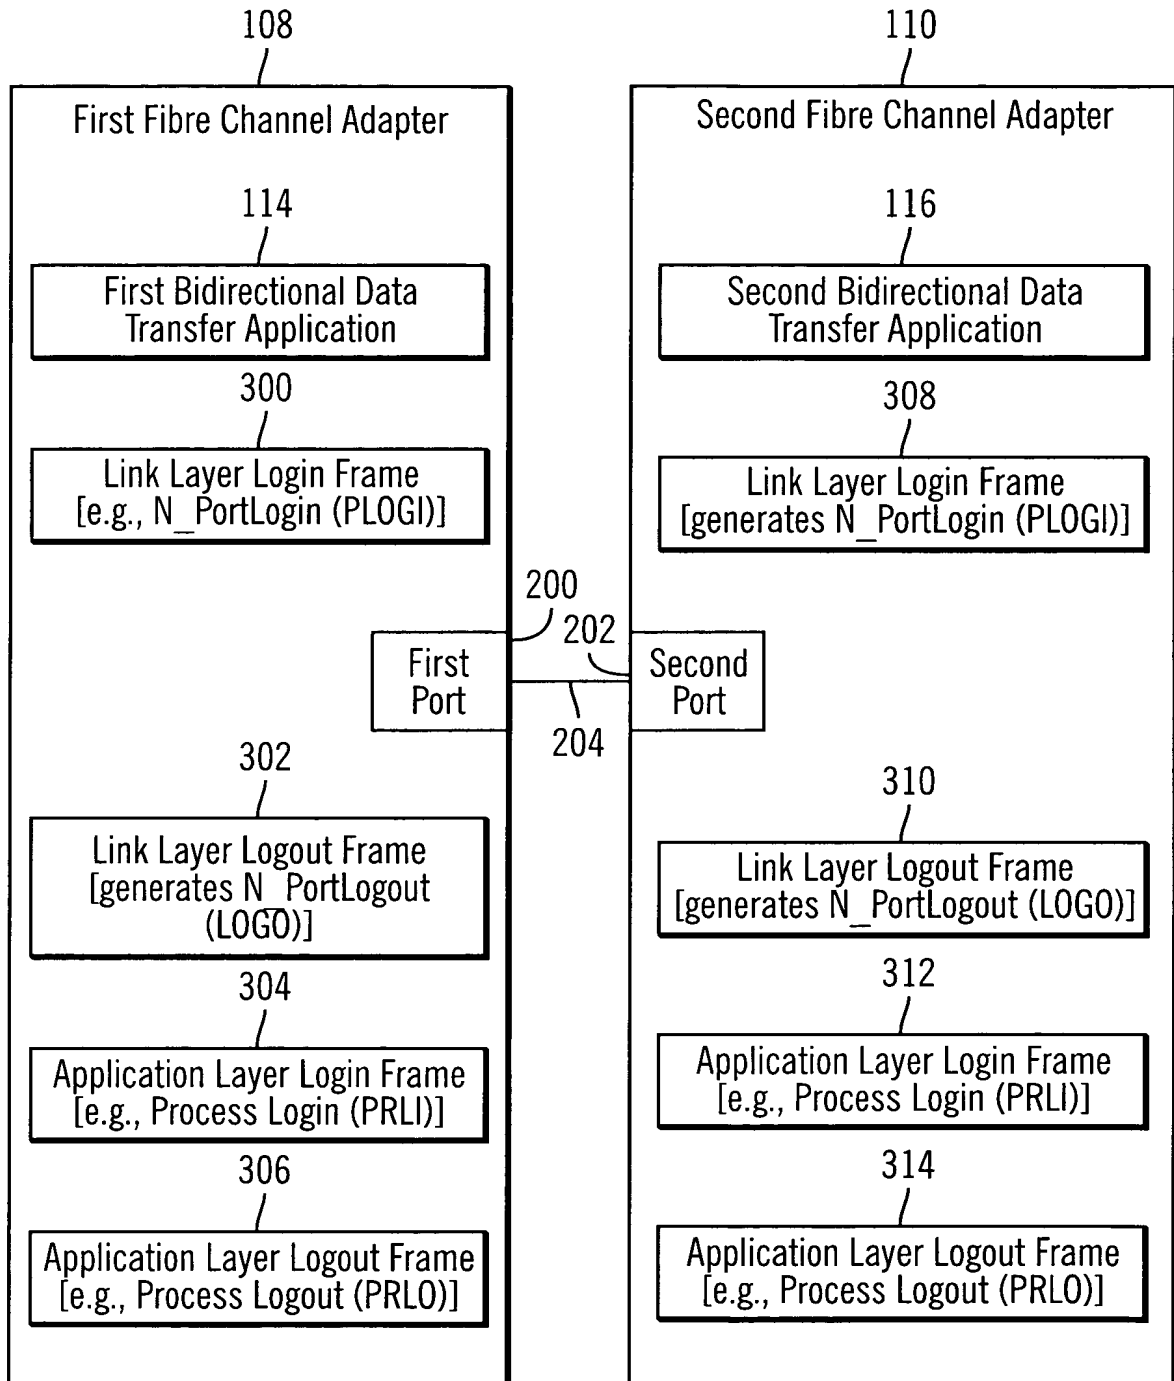 108
First Fibre Channel Adapter
114
First Bidirectional Data
Transfer Application
300
Link Layer Login Frame
[e.g., N_PortLogin (PLOGI)]
200
First
Port
204
302
Link Layer Logout Frame
[generates N_PortLogout
(LOGO)]
304
Application Layer Login Frame
[e.g., Process Login (PRLI)]
306
Application Layer Logout Frame
[e.g., Process Logout (PRLO)]
110
Second Fibre Channel Adapter
116
Second Bidirectional Data
Transfer Application
308
Link Layer Login Frame
[generates N_PortLogin (PLOGI)]
202
Second
Port
310
Link Layer Logout Frame
[generates N_PortLogout (LOGO)]
312
Application Layer Login Frame
[e.g., Process Login (PRLI)]
314
Application Layer Logout Frame
[e.g., Process Logout (PRLO)]